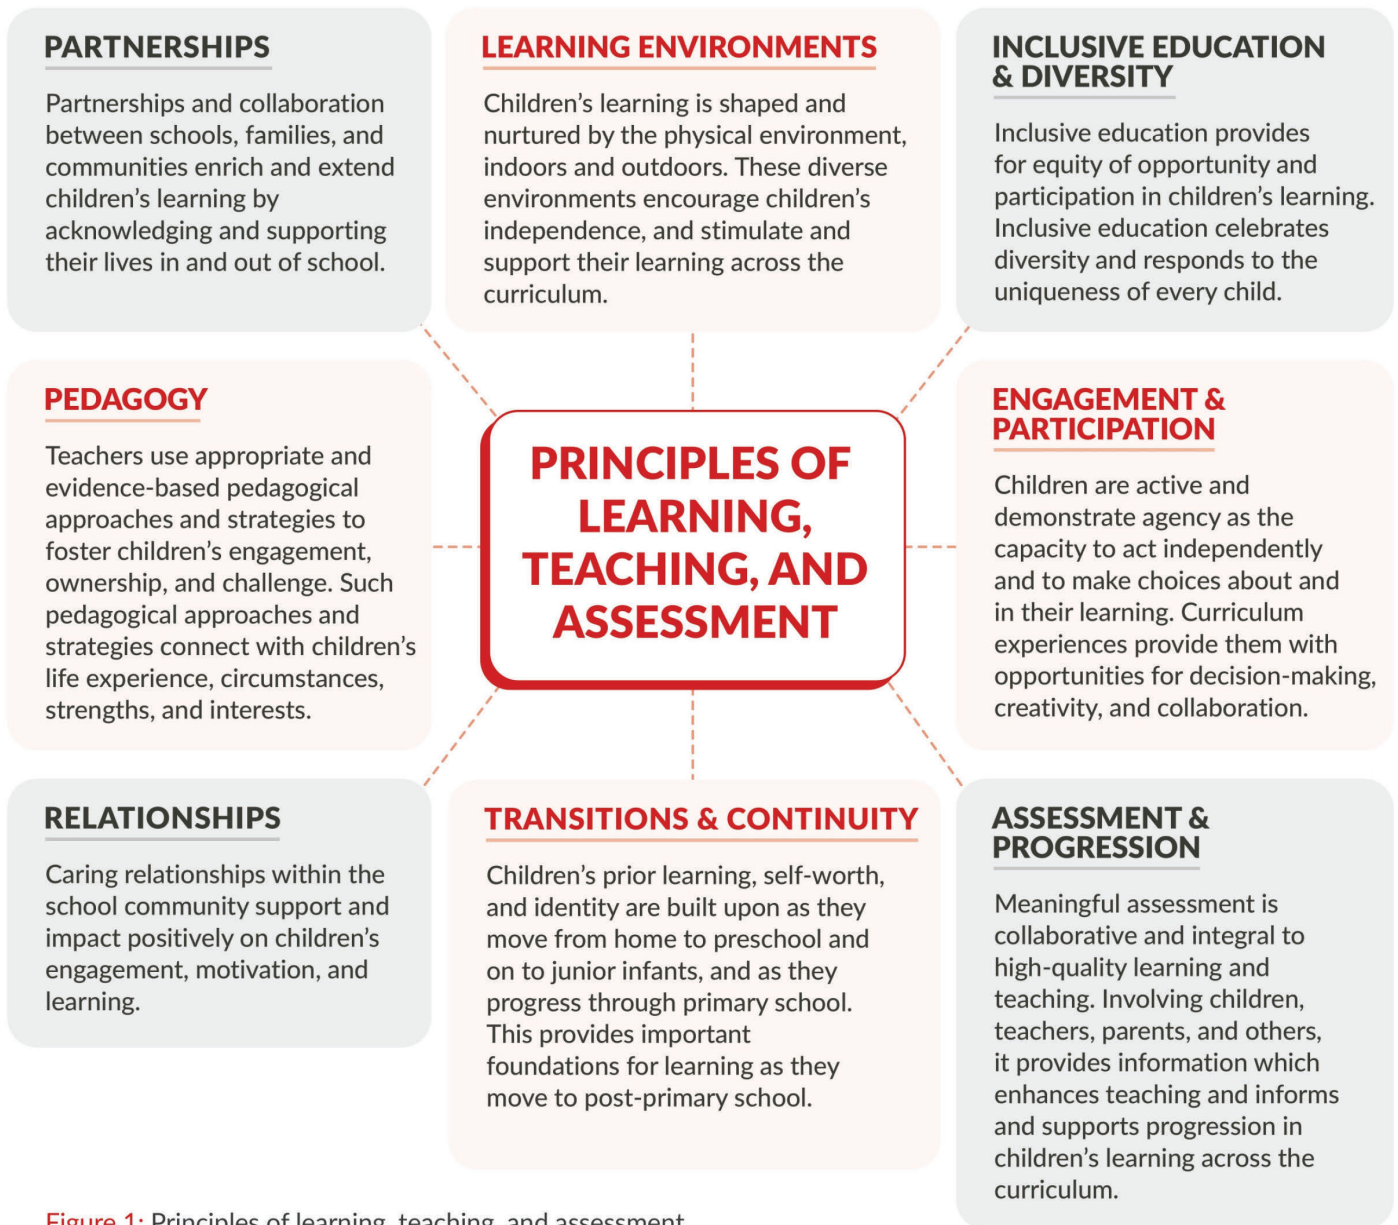 PARTNERSHIPS
Partnerships and collaboration
between schools, families, and
communities enrich and extend
children’s learning by
acknowledging and supporting
their lives in and out of school.
LEARNING ENVIRONMENTS
Children’s learning is shaped and
nurtured by the physical environment,
indoors and outdoors. These diverse
environments encourage children’s
independence, and stimulate and
support their learning across the
curriculum.
INCLUSIVE EDUCATION
& DIVERSITY
Inclusive education provides
for equity of opportunity and
participation in children’s learning.
Inclusive education celebrates
diversity and responds to the
uniqueness of every child.
PEDAGOGY
Teachers use appropriate and
evidence-based pedagogical
approaches and strategies to
foster children’s engagement,
ownership, and challenge. Such
pedagogical approaches and
strategies connect with children’s
life experience, circumstances,
strengths, and interests.
PRINCIPLES OF
LEARNING,
TEACHING, AND
ASSESSMENT
ENGAGEMENT &
PARTICIPATION
Children are active and
demonstrate agency as the
capacity to act independently
and to make choices about and
in their learning. Curriculum
experiences provide them with
opportunities for decision-making,
creativity, and collaboration.
RELATIONSHIPS
Caring relationships within the
school community support and
impact positively on children’s
engagement, motivation, and
learning.
TRANSITIONS & CONTINUITY
Children’s prior learning, self-worth,
and identity are built upon as they
move from home to preschool and
on to junior infants, and as they
progress through primary school.
This provides important
foundations for learning as they
move to post-primary school.
ASSESSMENT &
PROGRESSION
Meaningful assessment is
collaborative and integral to
high-quality learning and
teaching. Involving children,
teachers, parents, and others,
it provides information which
enhances teaching and informs
and supports progression in
children’s learning across the
curriculum.
Figure 1: Principles of learning, teaching, and assessment